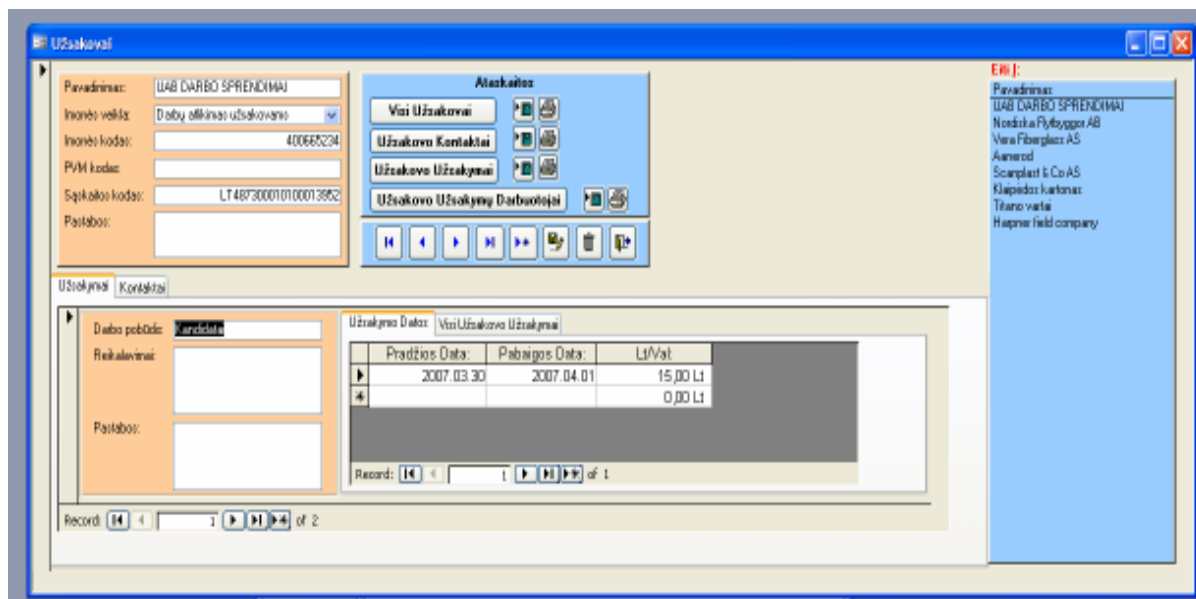 Užsakovai
Pavadinimas: UAB DARBO SPRENDIMAI
Imonės veikla: Darbų atlikimas užsakovams
Imonės kodas: 400665234
PVM kodas:
Sąskaitos kodas: LT487300010100013952
Pastabos:
Ataskaitos
Visi Užsakovai
Užsakovo Kontaktai
Užsakovo Užsakymai
Užsakovo Užsakymų Darbuotojai
Eiti Į:
Pavadinimas
UAB DARBO SPRENDIMAI
Nordiska Flytbyggor AB
Vera Fiberglass AS
Aanerod
Scanplast & Co AS
Klaipėdos kartonas
Titano vartai
Harpner field company
Užsakymai Kontaktai
Darbo pobūdis:
Reikalavimai:
Pastabos:
Užsakymo Datos Visi Užsakovo Užsakymai
Pradžios Data: Pabaigos Data: Lt/Val:
2007.03.30 2007.04.01 15,00 Lt
0,00 Lt
Record: 1 of 1
Record: 1 of 2